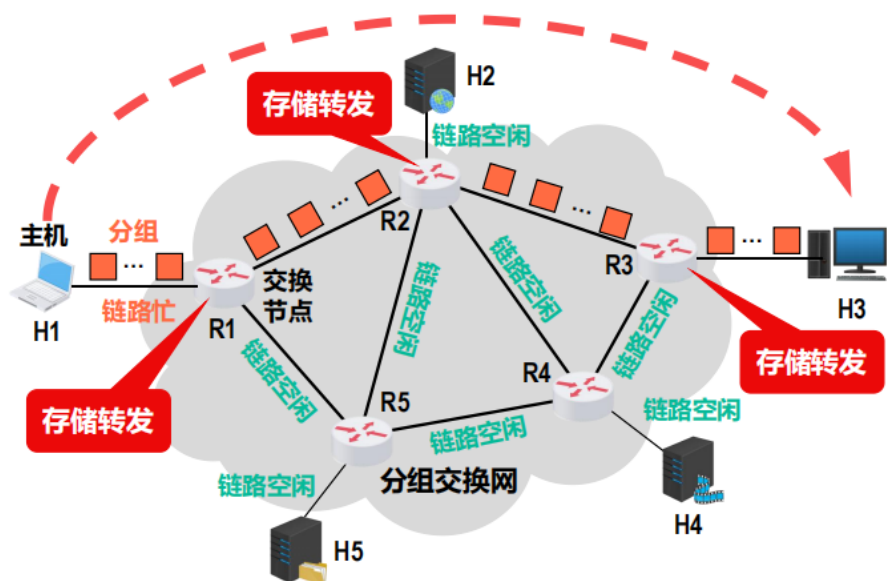 H2
存储转发
链路空闲
主机
分组
...
...
...
...
R2
R3
H1
链路忙
R1
交换
节点
链路空闲
链路空闲
链路空闲
H3
存储转发
存储转发
链路空闲
R4
R5
链路空闲
链路空闲
链路空闲
链路空闲
分组交换网
H4
H5